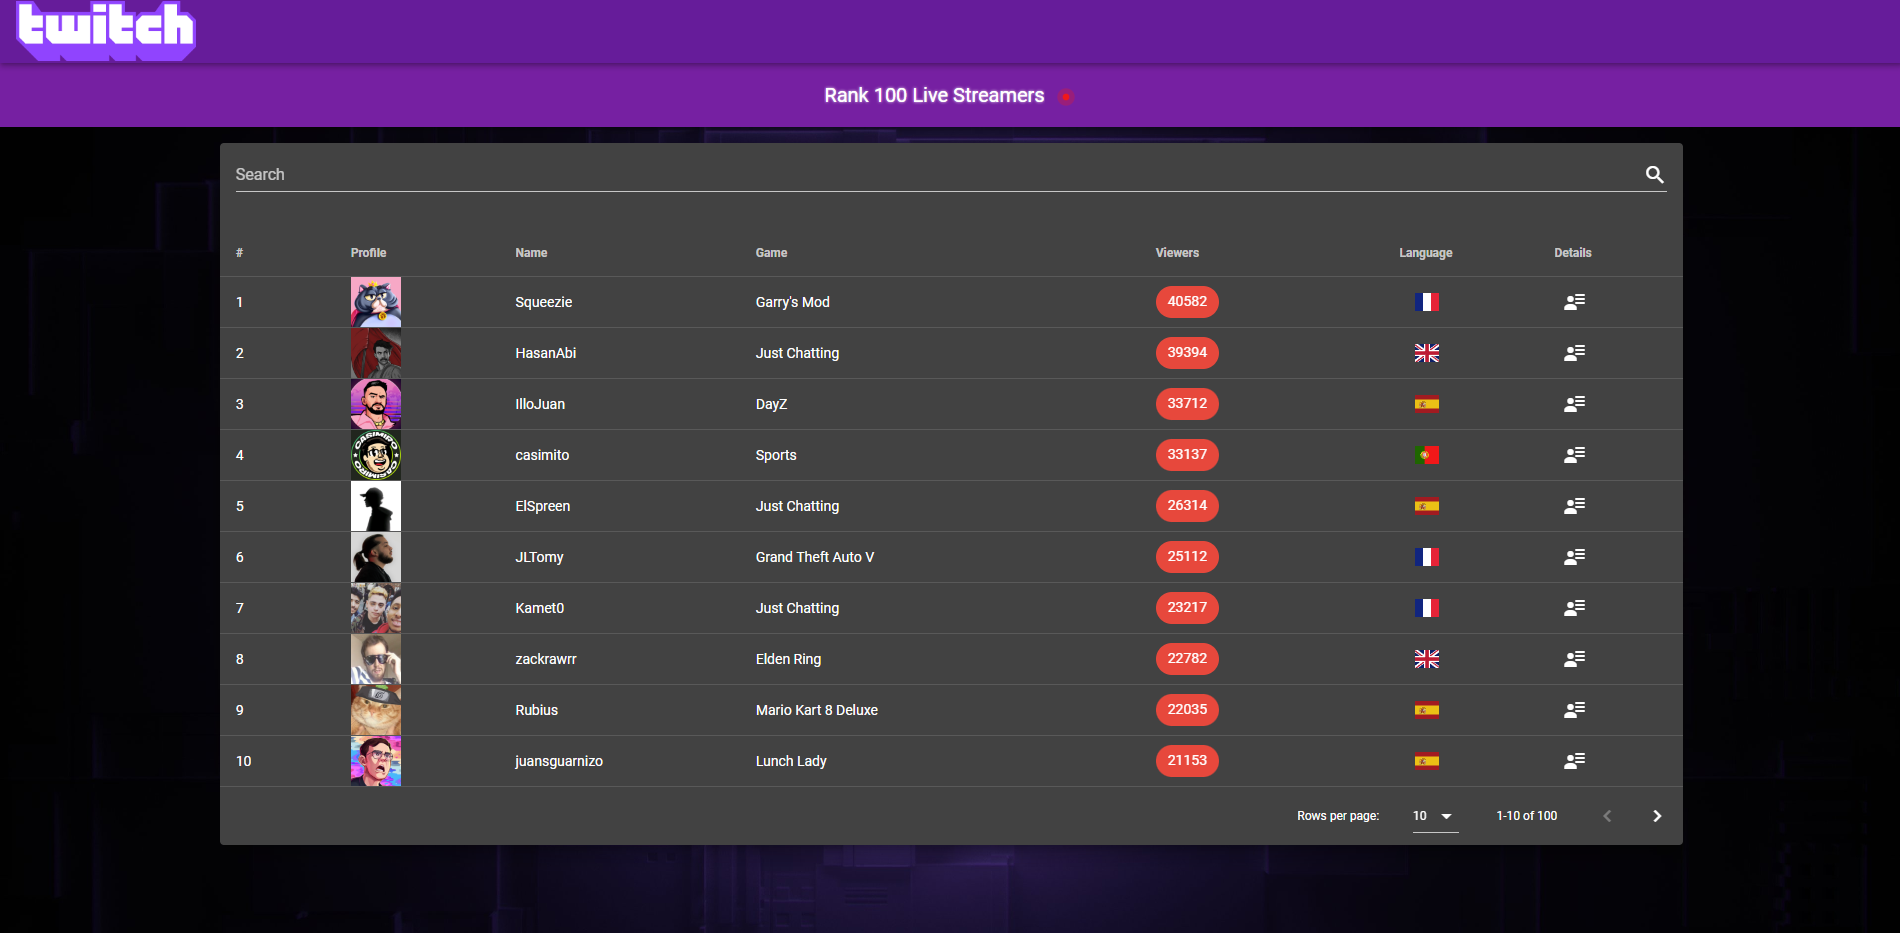 twitch
Rank 100 Live Streamers
Search
# Profile Name Game Viewers Language Details
1 Squeezie Garry's Mod 40582
2 HasanAbi Just Chatting 39394
3 IlloJuan DayZ 33712
CASIMIRO
4 casimito Sports 33137
CASIMIRO
5 ElSpreen Just Chatting 26314
6 JLTomy Grand Theft Auto V 25112
7 Kamet0 Just Chatting 23217
8 zackrawrr Elden Ring 22782
9 Rubius Mario Kart 8 Deluxe 22035
10 juansguarnizo Lunch Lady 21153
Rows per page: 10 1-10 of 100